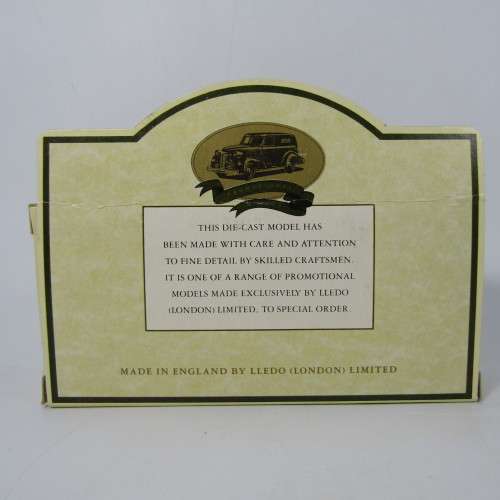 THIS DIE-CAST MODEL HAS
BEEN MADE WITH CARE AND ATTENTION
TO FINE DETAIL BY SKILLED CRAFTSMEN.
IT IS ONE OF A RANGE OF PROMOTIONAL
MODELS MADE EXCLUSIVELY BY LLEDO
(LONDON) LIMITED, TO SPECIAL ORDER
MADE IN ENGLAND BY LLEDO (LONDON) LIMITED